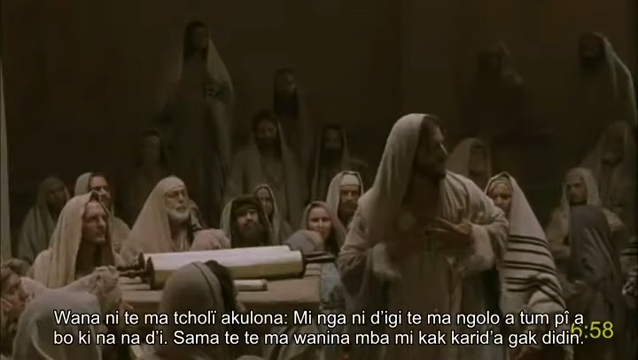 Wana ni te ma tcholï akulona: Mi nga ni d'igi te ma ngolo a tum pî a
bo ki na na d'i. Sama te te ma wanina mba mi kak karid'a gak didin.
6:58